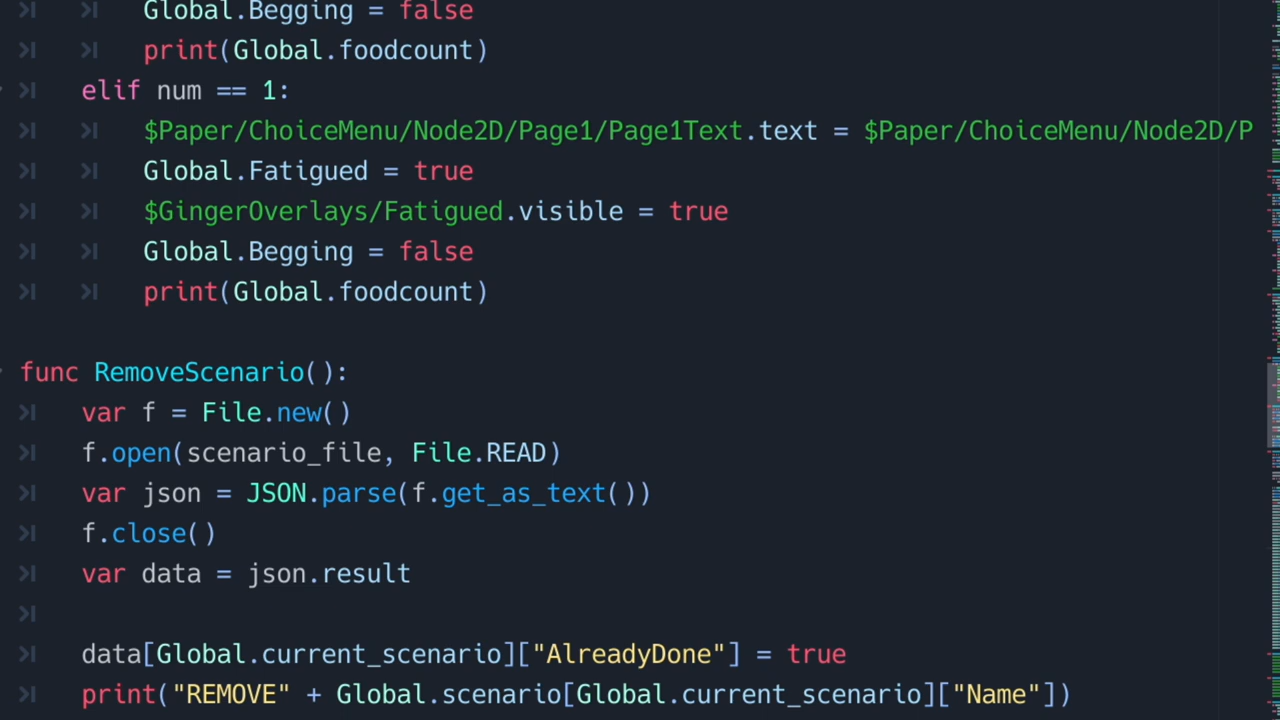 Global.Begging = false
print(Global.foodcount)
elif num == 1:
$Paper/ChoiceMenu/Node2D/Page1/Page1Text.text = $Paper/ChoiceMenu/Node2D/P
Global.Fatigued = true
$GingerOverlays/Fatigued.visible = true
Global.Begging = false
print(Global.foodcount)
func RemoveScenario():
var f = File.new()
f.open(scenario_file, File.READ)
var json = JSON.parse(f.get_as_text())
f.close()
var data = json.result
data[Global.current_scenario]["AlreadyDone"] = true
print("REMOVE" + Global.scenario[Global.current_scenario]["Name"])